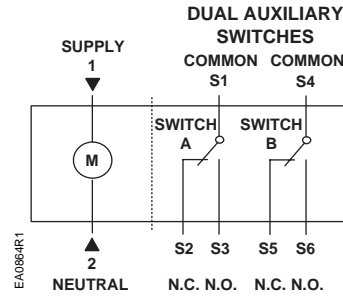 DUAL AUXILIARY
SWITCHES
SUPPLY
1
COMMON COMMON
S1 S4
SWITCH
A
SWITCH
B
M
2
NEUTRAL
S2 S3 S5 S6
N.C. N.O. N.C. N.O.
EA0864R1